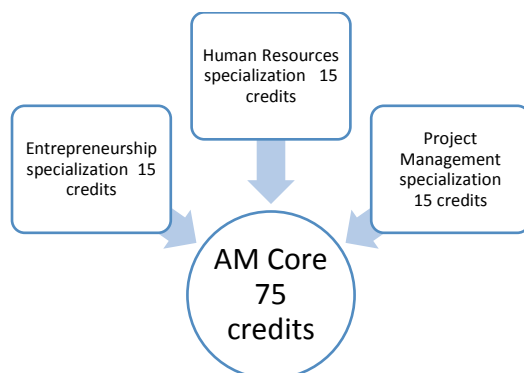 Human Resources
specialization 15
credits
Entrepreneurship
specialization 15
credits
Project
Management
specialization
15 credits
AM Core
75
credits